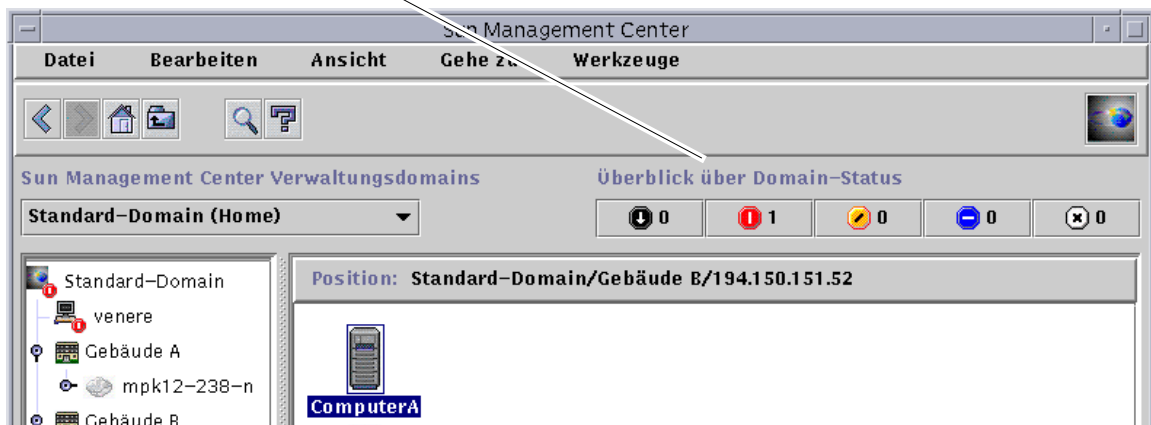 Sun Management Center
Datei Bearbeiten Ansicht Gehe zu Werkzeuge
Sun Management Center Verwaltungsdomains
Überblick über Domain-Status
Standard-Domain (Home)
0 1 0 0 0
Standard-Domain
venere
Gebäude A
mpk12-238-n
Gebäude B
Position: Standard-Domain/Gebäude B/194.150.151.52
ComputerA